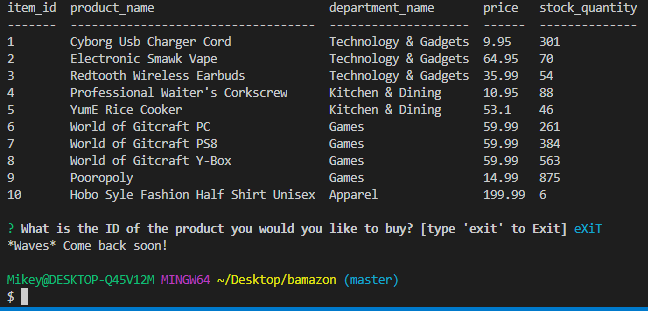 item_id  product_name                      department_name       price   stock_quantity
-------  --------------------------------  --------------------  ------  --------------
1        Cyborg Usb Charger Cord           Technology & Gadgets  9.95    301
2        Electronic Smawk Vape             Technology & Gadgets  64.95   70
3        Redtooth Wireless Earbuds         Technology & Gadgets  35.99   54
4        Professional Waiter's Corkscrew   Kitchen & Dining      10.95   88
5        YumE Rice Cooker                  Kitchen & Dining      53.1    46
6        World of Gitcraft PC              Games                 59.99   261
7        World of Gitcraft PS8             Games                 59.99   384
8        World of Gitcraft Y-Box           Games                 59.99   563
9        Pooropoly                         Games                 14.99   875
10       Hobo Syle Fashion Half Shirt Unisex  Apparel            199.99  6
? What is the ID of the product you would you like to buy? [type 'exit' to Exit] eXiT
*Waves* Come back soon!
Mikey@DESKTOP-Q45V12M MINGW64 ~/Desktop/bamazon (master)
$